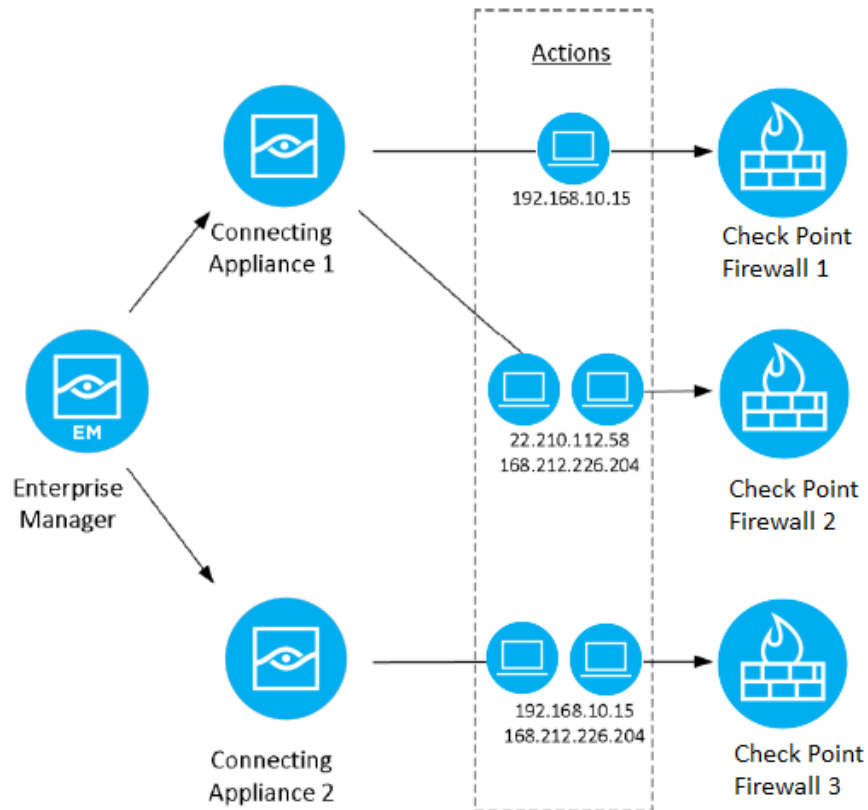 Actions
192.168.10.15
Connecting
Appliance 1
Check Point
Firewall 1
EM
Enterprise
Manager
22.210.112.58
168.212.226.204
Check Point
Firewall 2
Connecting
Appliance 2
192.168.10.15
168.212.226.204
Check Point
Firewall 3